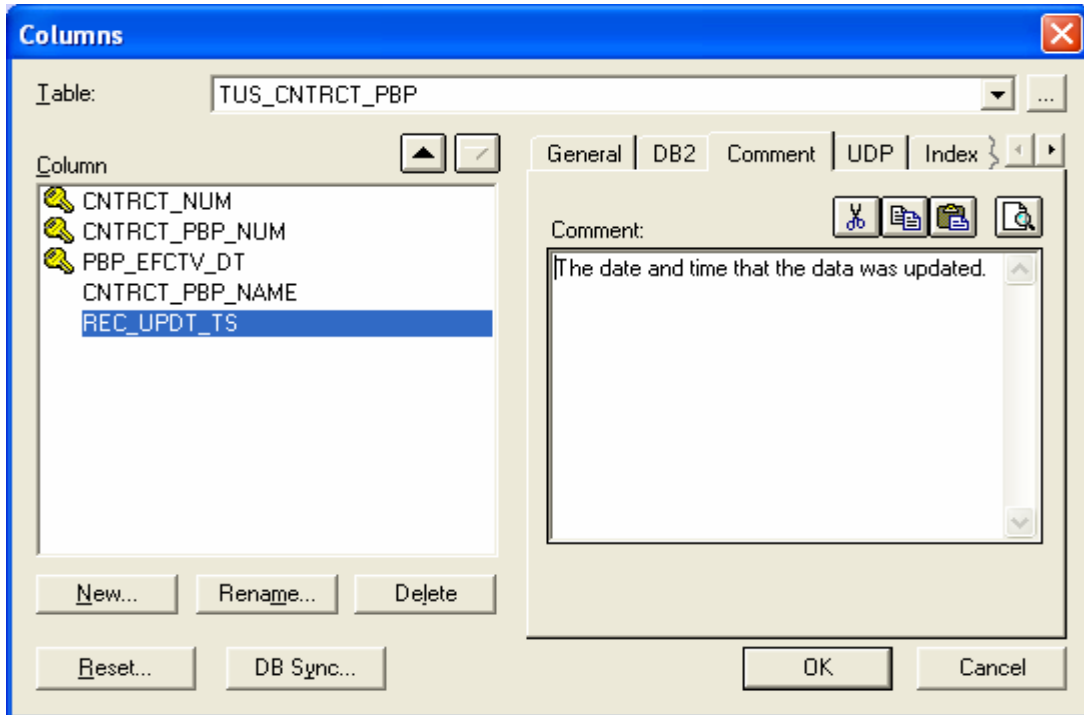 Columns
Table:
TUS_CNTRCT_PBP
...
Column
CNTRCT_NUM
CNTRCT_PBP_NUM
PBP_EFCTV_DT
CNTRCT_PBP_NAME
REC_UPDT_TS
General
DB2
Comment
UDP
Index
Comment:
The date and time that the data was updated.
New...
Rename...
Delete
Reset...
DB Sync...
OK
Cancel